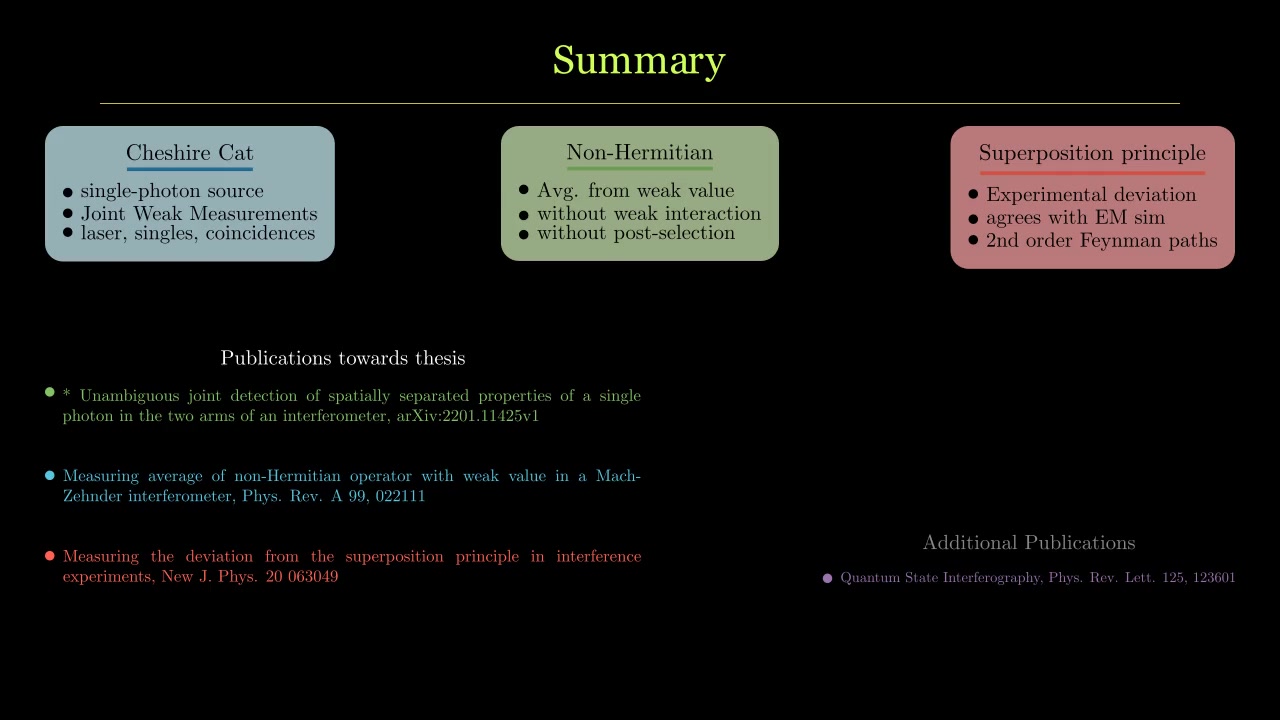 Summary
Cheshire Cat
● single-photon source
● Joint Weak Measurements
● laser, singles, coincidences
Non-Hermitian
● Avg. from weak value
● without weak interaction
● without post-selection
Superposition principle
● Experimental deviation
● agrees with EM sim
● 2nd order Feynman paths
Publications towards thesis
● * Unambiguous joint detection of spatially separated properties of a single
photon in the two arms of an interferometer, arXiv:2201.11425v1
● Measuring average of non-Hermitian operator with weak value in a Mach-
Zehnder interferometer, Phys. Rev. A 99, 022111
● Measuring the deviation from the superposition principle in interference
experiments, New J. Phys. 20 063049
Additional Publications
● Quantum State Interferography, Phys. Rev. Lett. 125, 123601